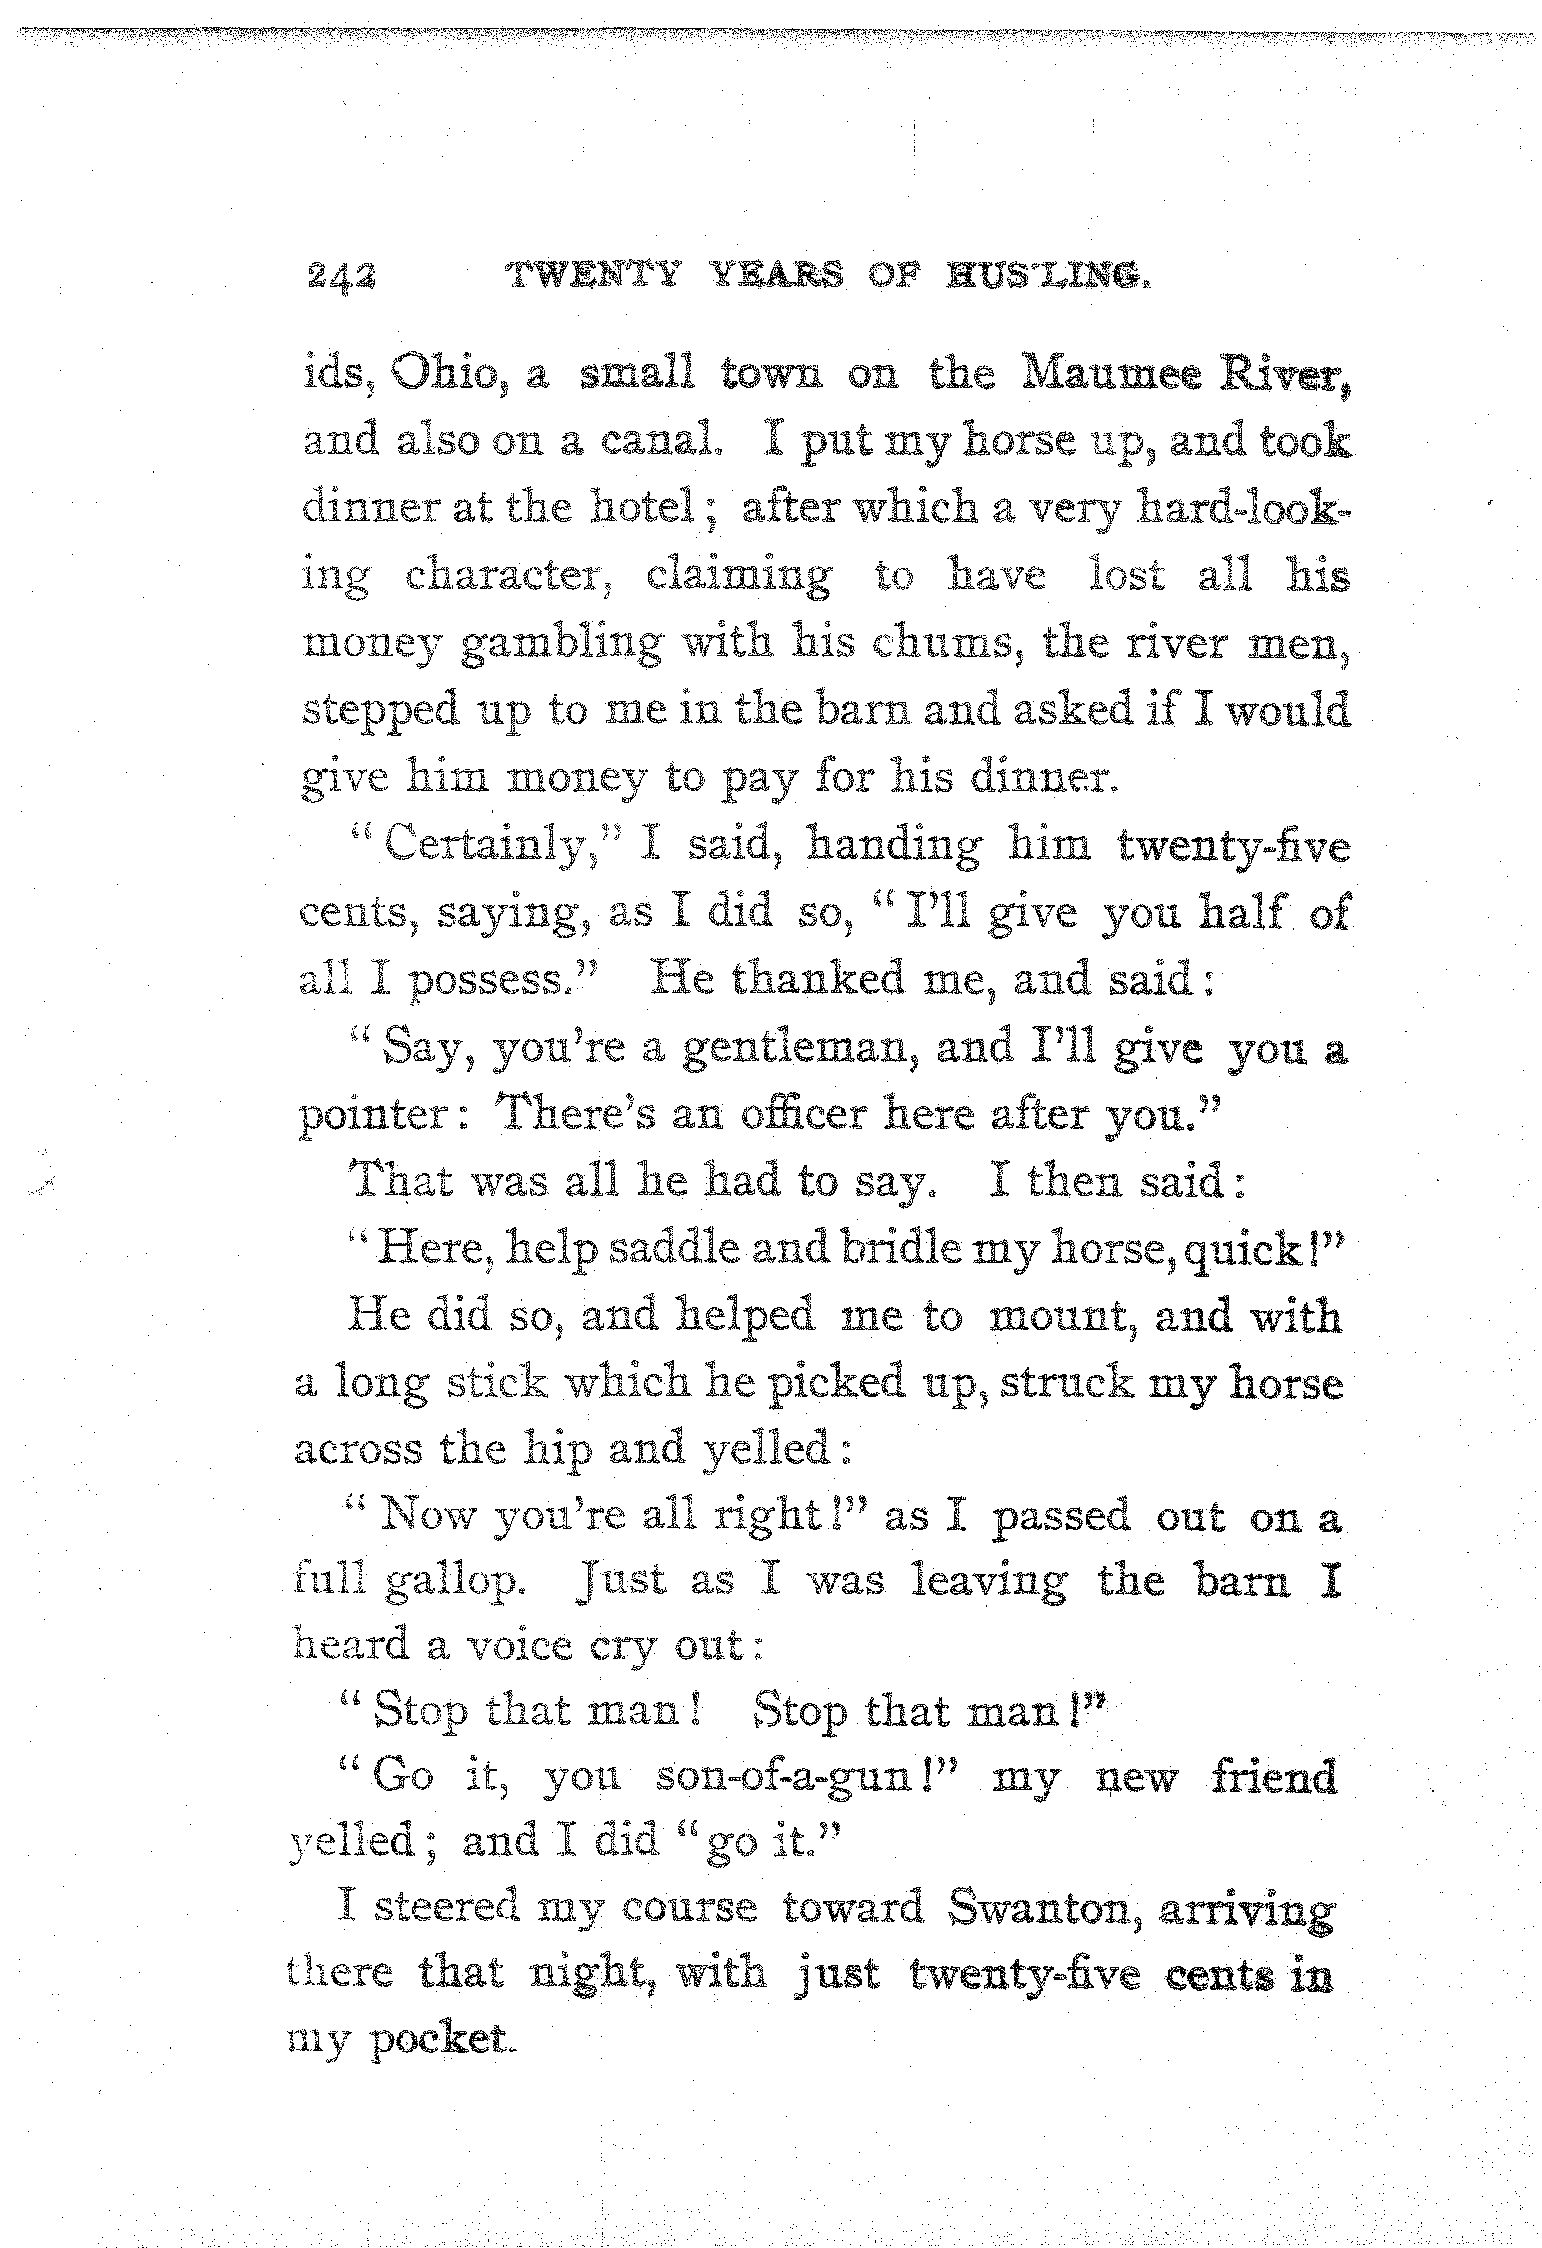 242 TWENTY YEARS OF HUSTLING.
ids, Ohio, a small town on the Maumee River,
and also on a canal. I put my horse up, and took
dinner at the hotel; after which a very hard-look-
ing character, claiming to have lost all his
money gambling with his chums, the river men,
stepped up to me in the barn and asked if I would
give him money to pay for his dinner.
"Certainly," I said, handing him twenty-five
cents, saying, as I did so, "I'll give you half of
all I possess." He thanked me, and said:
"Say, you're a gentleman, and I'll give you a
pointer: There's an officer here after you."
That was all he had to say. I then said:
"Here, help saddle and bridle my horse, quick!"
He did so, and helped me to mount, and with
a long stick which he picked up, struck my horse
across the hip and yelled:
"Now you're all right!" as I passed out on a
full gallop. Just as I was leaving the barn I
heard a voice cry out:
"Stop that man! Stop that man!"
"Go it, you son-of-a-gun!" my new friend
yelled; and I did "go it."
I steered my course toward Swanton, arriving
there that night, with just twenty-five cents in
my pocket.